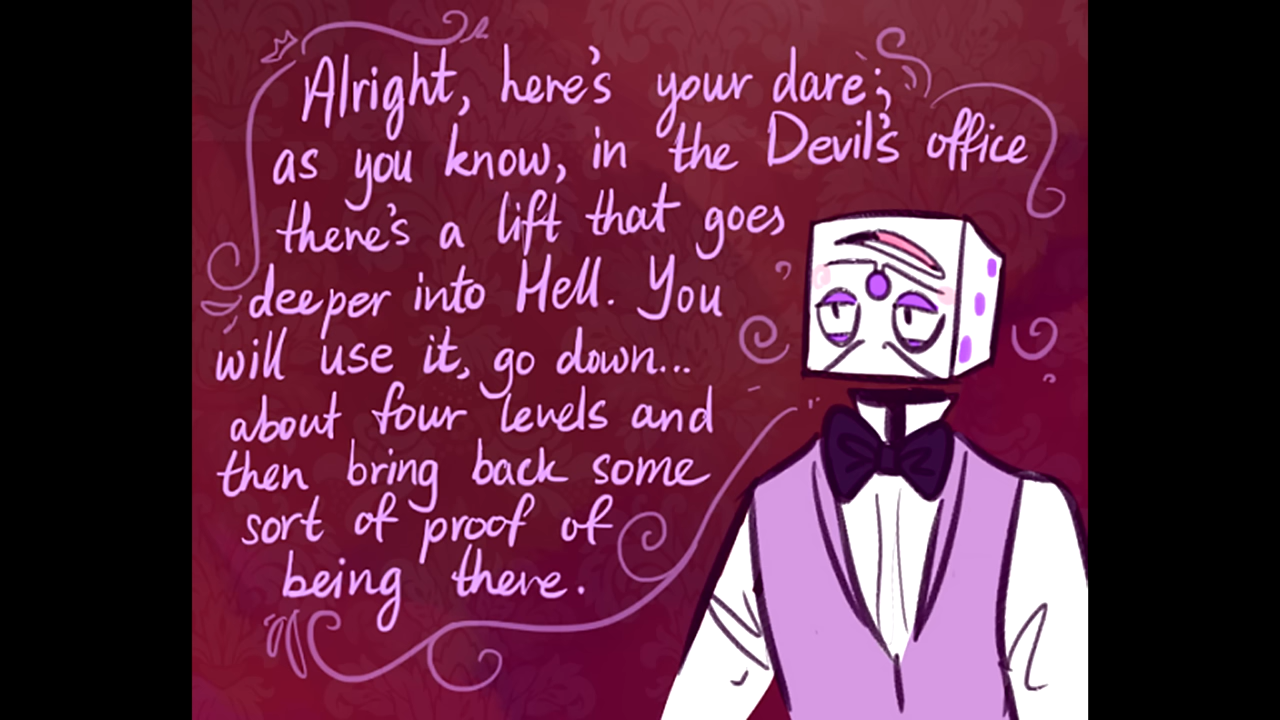 Alright, here's your dare;
as you know, in the Devil's office
there's a lift that goes
deeper into Hell. You
will use it, go down...
about four levels and
then bring back some
sort of proof of
being there.